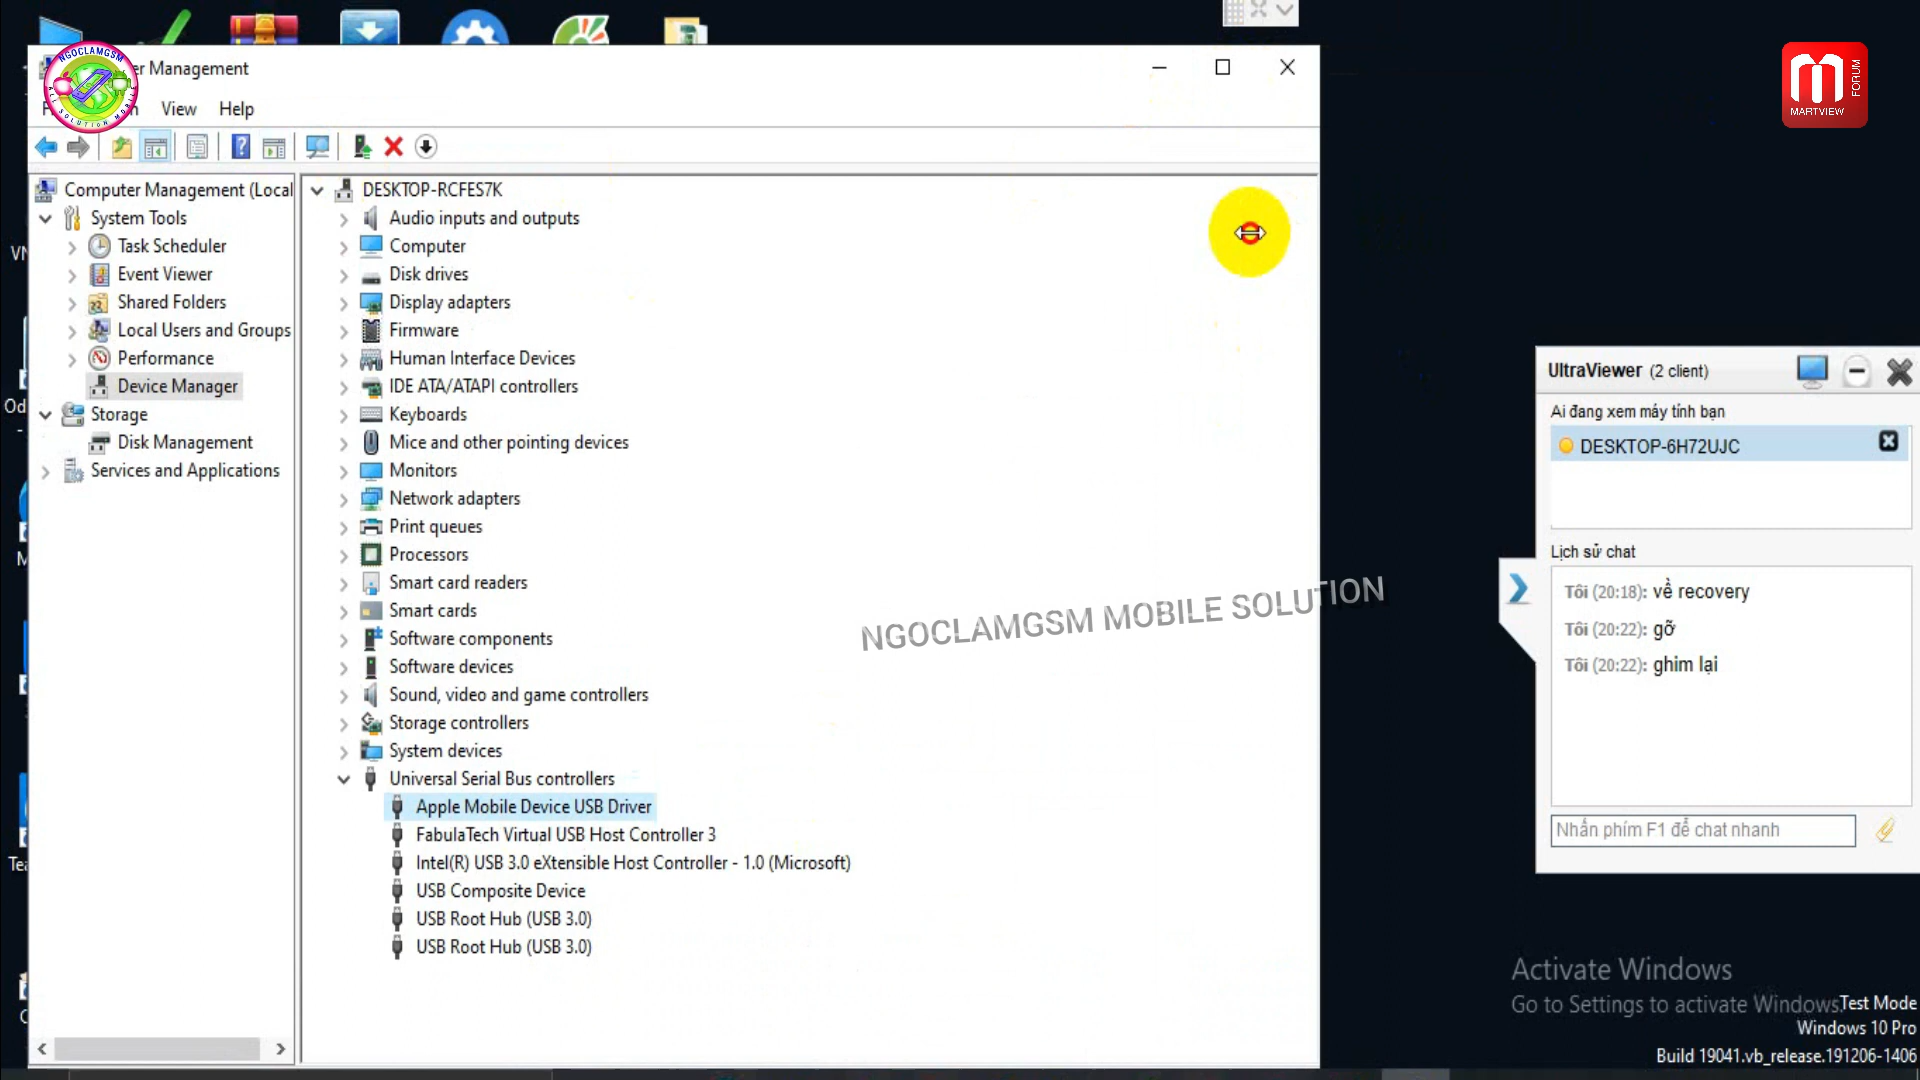 NGOCLAMGSM
ALL SOLUTION MOBILE
r Management
View Help
Computer Management (Local
System Tools
Task Scheduler
Event Viewer
Shared Folders
Local Users and Groups
Performance
Device Manager
Storage
Disk Management
Services and Applications
DESKTOP-RCFES7K
Audio inputs and outputs
Computer
Disk drives
Display adapters
Firmware
Human Interface Devices
IDE ATA/ATAPI controllers
Keyboards
Mice and other pointing devices
Monitors
Network adapters
Print queues
Processors
Smart card readers
Smart cards
Software components
Software devices
Sound, video and game controllers
Storage controllers
System devices
Universal Serial Bus controllers
Apple Mobile Device USB Driver
FabulaTech Virtual USB Host Controller 3
Intel(R) USB 3.0 eXtensible Host Controller - 1.0 (Microsoft)
USB Composite Device
USB Root Hub (USB 3.0)
USB Root Hub (USB 3.0)
NGOCLAMGSM MOBILE SOLUTION
MARTVIEW
FORUM
UltraViewer (2 client)
Ai đang xem máy tính bạn
DESKTOP-6H72UJC
Lịch sử chat
Tôi (20:18): về recovery
Tôi (20:22): gỡ
Tôi (20:22): ghim lại
Nhấn phím F1 để chat nhanh
Activate Windows
Go to Settings to activate Windows.
Test Mode
Windows 10 Pro
Build 19041.vb_release.191206-1406